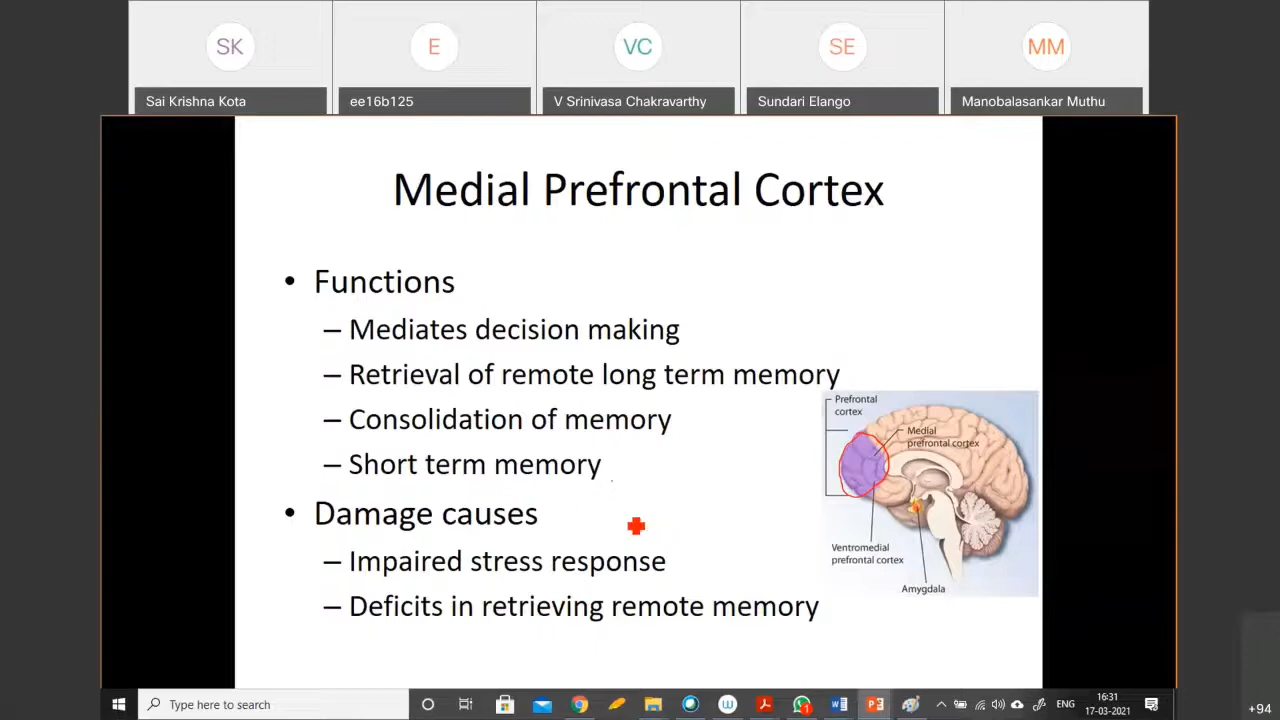 SK
E
VC
SE
MM
Sai Krishna Kota
ee16b125
V Srinivasa Chakravarthy
Sundari Elango
Manobalasankar Muthu
Medial Prefrontal Cortex
• Functions
– Mediates decision making
– Retrieval of remote long term memory
– Consolidation of memory
– Short term memory
• Damage causes
– Impaired stress response
– Deficits in retrieving remote memory
Prefrontal
cortex
Medial
prefrontal cortex
Ventromedial
prefrontal cortex
Amygdala
Type here to search
ENG
16:31
17-03-2021
+94